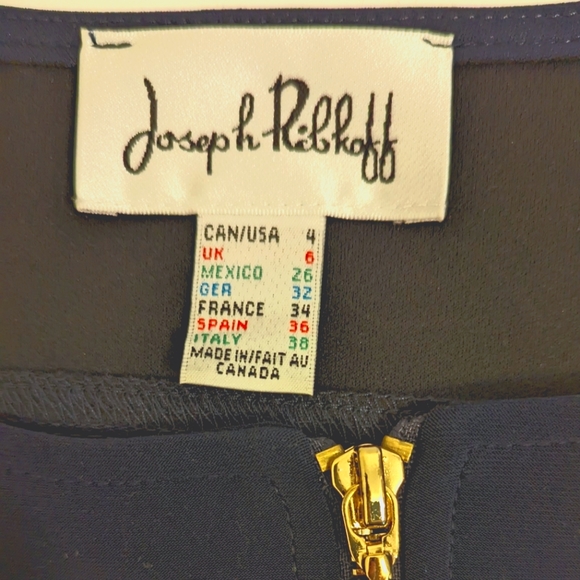 Joseph Ribkoff
CAN/USA 4
UK 6
MEXICO 26
GER 32
FRANCE 34
SPAIN 36
ITALY 38
MADE IN/FAIT AU
CANADA